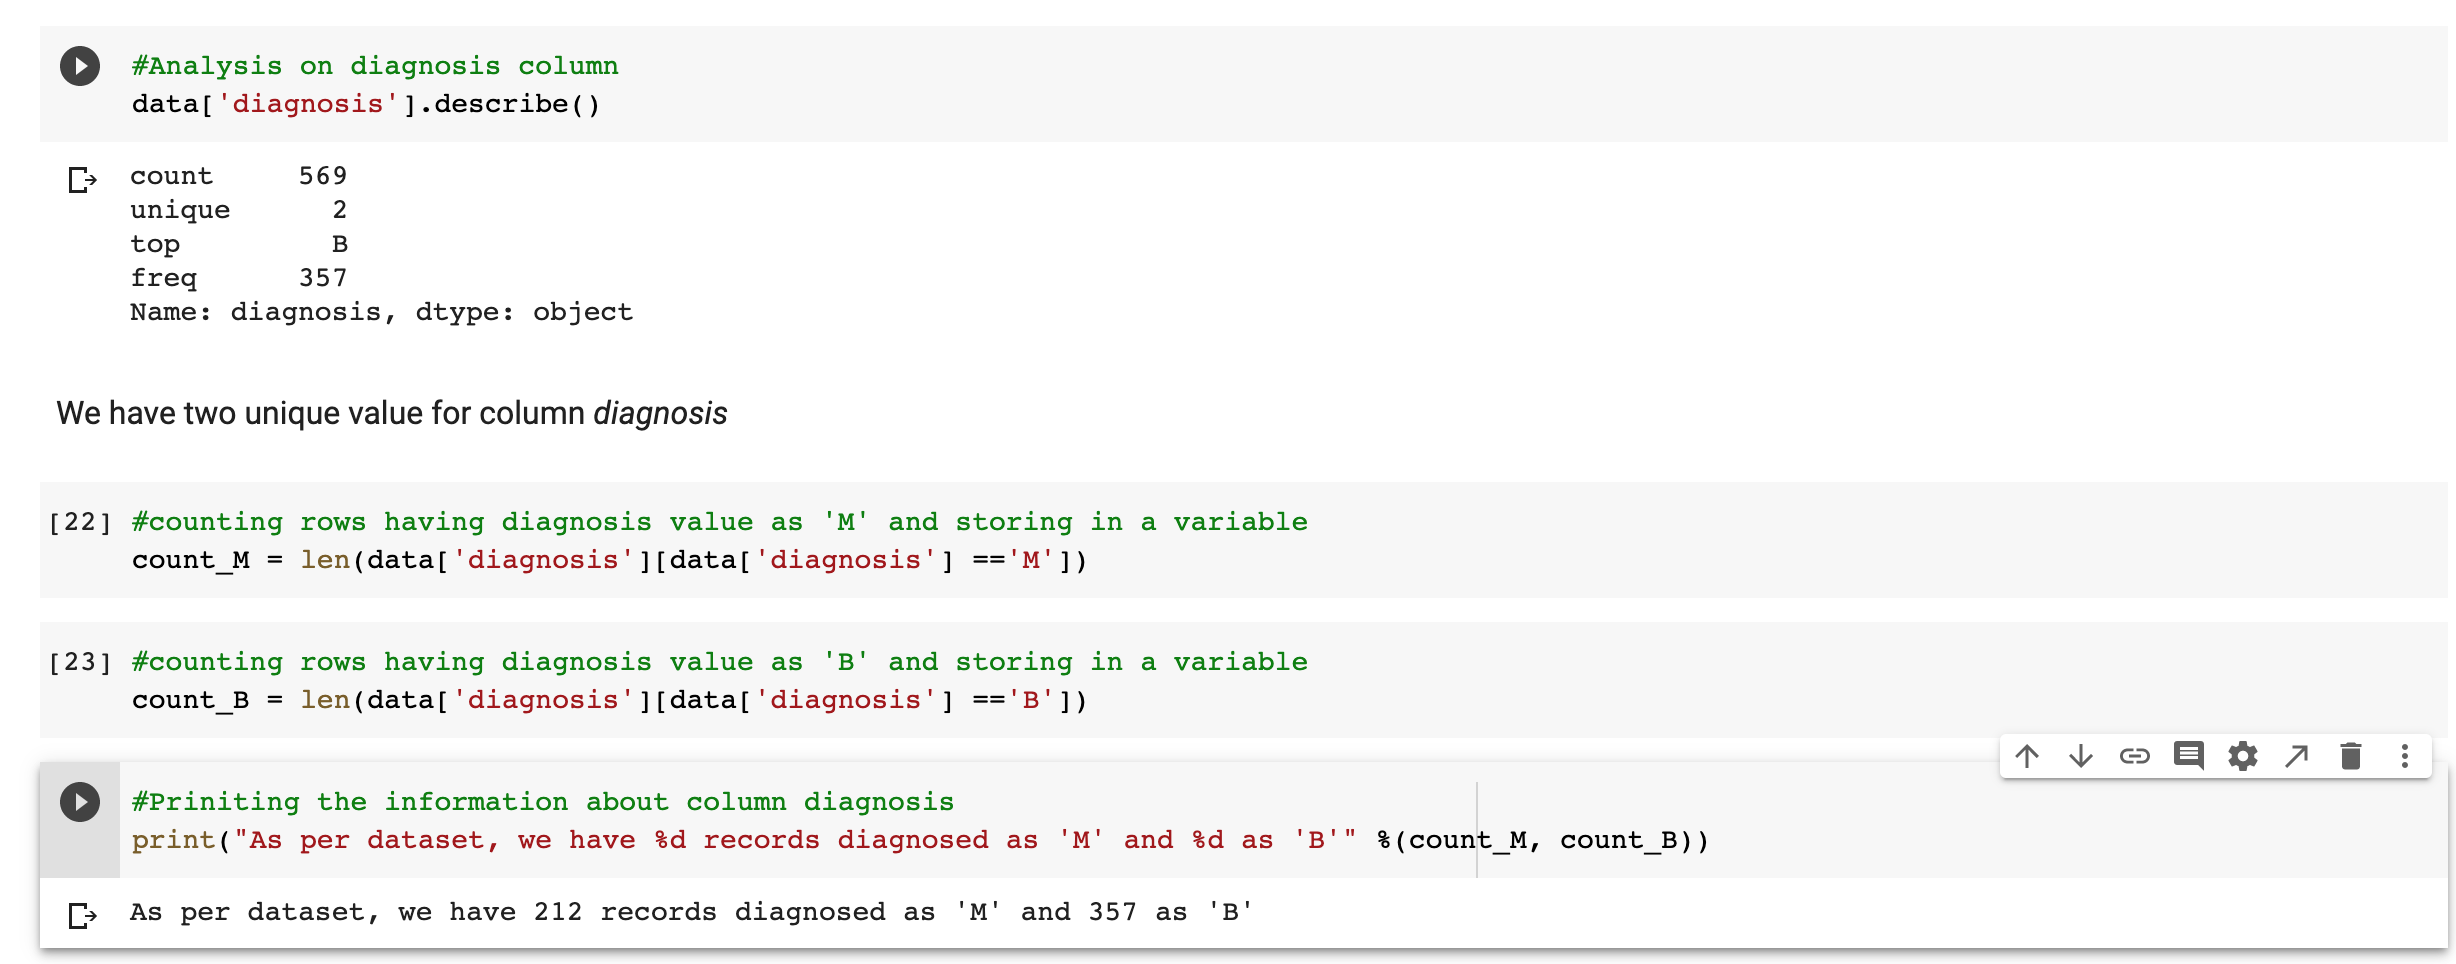 #Analysis on diagnosis column
data['diagnosis'].describe()
count     569
unique      2
top         B
freq      357
Name: diagnosis, dtype: object
We have two unique value for column diagnosis
[22] #counting rows having diagnosis value as 'M' and storing in a variable
count_M = len(data['diagnosis'][data['diagnosis'] =='M'])
[23] #counting rows having diagnosis value as 'B' and storing in a variable
count_B = len(data['diagnosis'][data['diagnosis'] =='B'])
#Priniting the information about column diagnosis
print("As per dataset, we have %d records diagnosed as 'M' and %d as 'B'" %(count_M, count_B))
As per dataset, we have 212 records diagnosed as 'M' and 357 as 'B'